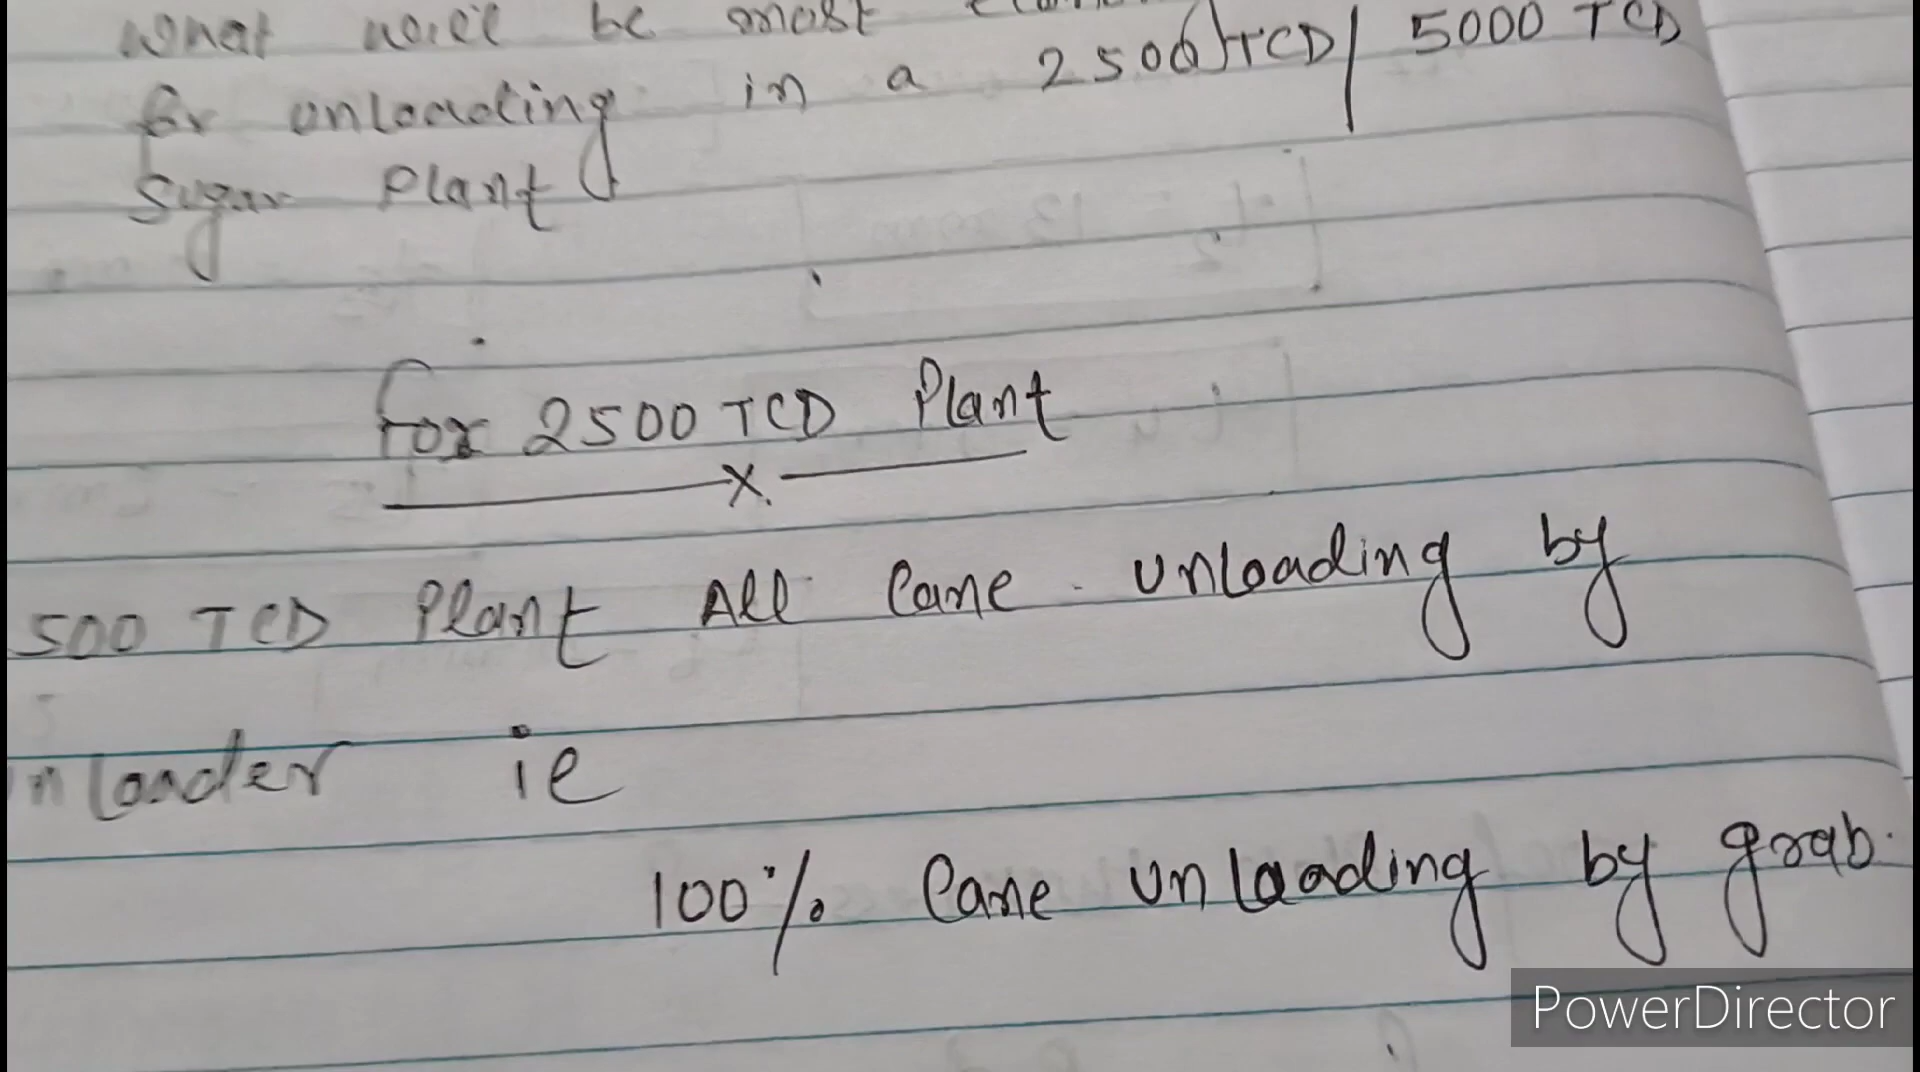 what will be most
for unloading in a 2500 TCD / 5000 TCD
Sugar Plant
For 2500 TCD Plant
x
500 TCD Plant All Cane unloading by
nloader ie
100% Cane unloading by grab.
PowerDirector